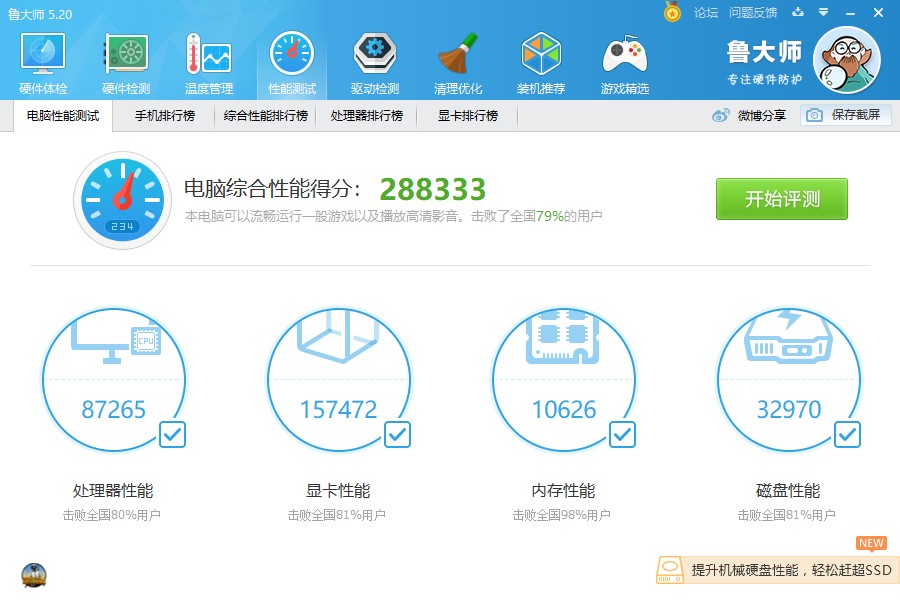 鲁大师 5.20
论坛 问题反馈
硬件体检 硬件检测 温度管理 性能测试 驱动检测 清理优化 装机推荐 游戏精选
鲁大师
专注硬件防护
电脑性能测试 手机排行榜 综合性能排行榜 处理器排行榜 显卡排行榜 微博分享 保存截屏
电脑综合性能得分： 288333
本电脑可以流畅运行一般游戏以及播放高清影音。击败了全国79%的用户
开始评测
234
CPU
87265 157472 10626 32970
处理器性能 显卡性能 内存性能 磁盘性能
击败全国80%用户 击败全国81%用户 击败全国98%用户 击败全国81%用户
NEW
提升机械硬盘性能，轻松赶超SSD